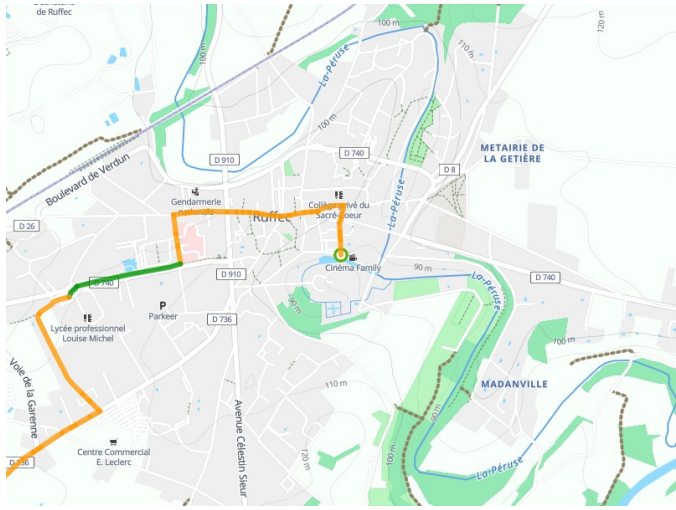 de Ruffec
100 m
110 m
120 m
100 m
La-Péruse
100 m
METAIRIE DE
LA GETIÈRE
D 740
D 910
D 8
Boulevard de Verdun
Gendarmerie
Nationale
Collège Privé du
Sacré-Coeur
La-Péruse
Ruffec
D 26
Cinéma Family
90 m
La-Péruse
D 740
D 910
D 740
90 m
Parkeer
D 736
Lycée professionnel
Louise Michel
100 m
Voie de la Garenne
110 m
MADANVILLE
90 m
Avenue Célestin Sieur
Centre Commercial
E. Leclerc
120 m
100 m
La-Péruse
D 736